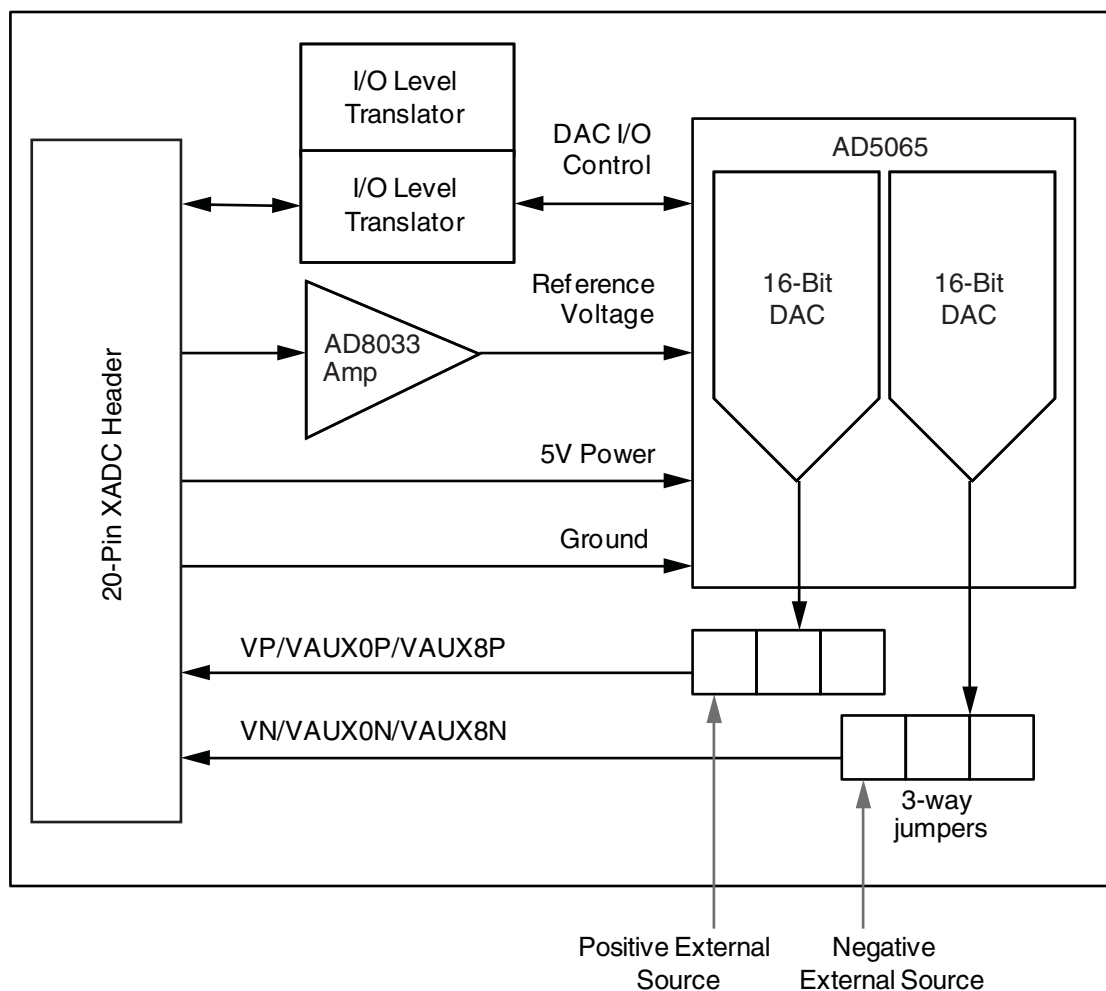 I/O Level
Translator
I/O Level
Translator
DAC I/O
Control
AD5065
16-Bit
DAC
16-Bit
DAC
Reference
Voltage
AD8033
Amp
20-Pin XADC Header
5V Power
Ground
VP/VAUX0P/VAUX8P
VN/VAUX0N/VAUX8N
3-way
jumpers
Positive External
Source
Negative
External Source